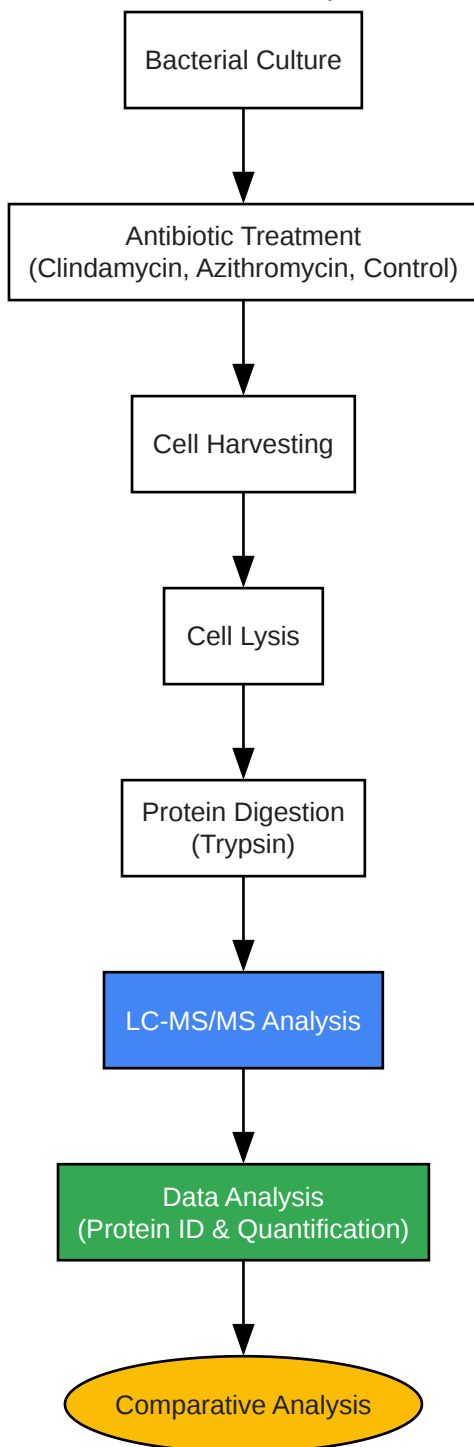 Bacterial Culture
Antibiotic Treatment
(Clindamycin, Azithromycin, Control)
Cell Harvesting
Cell Lysis
Protein Digestion
(Trypsin)
LC-MS/MS Analysis
Data Analysis
(Protein ID & Quantification)
Comparative Analysis